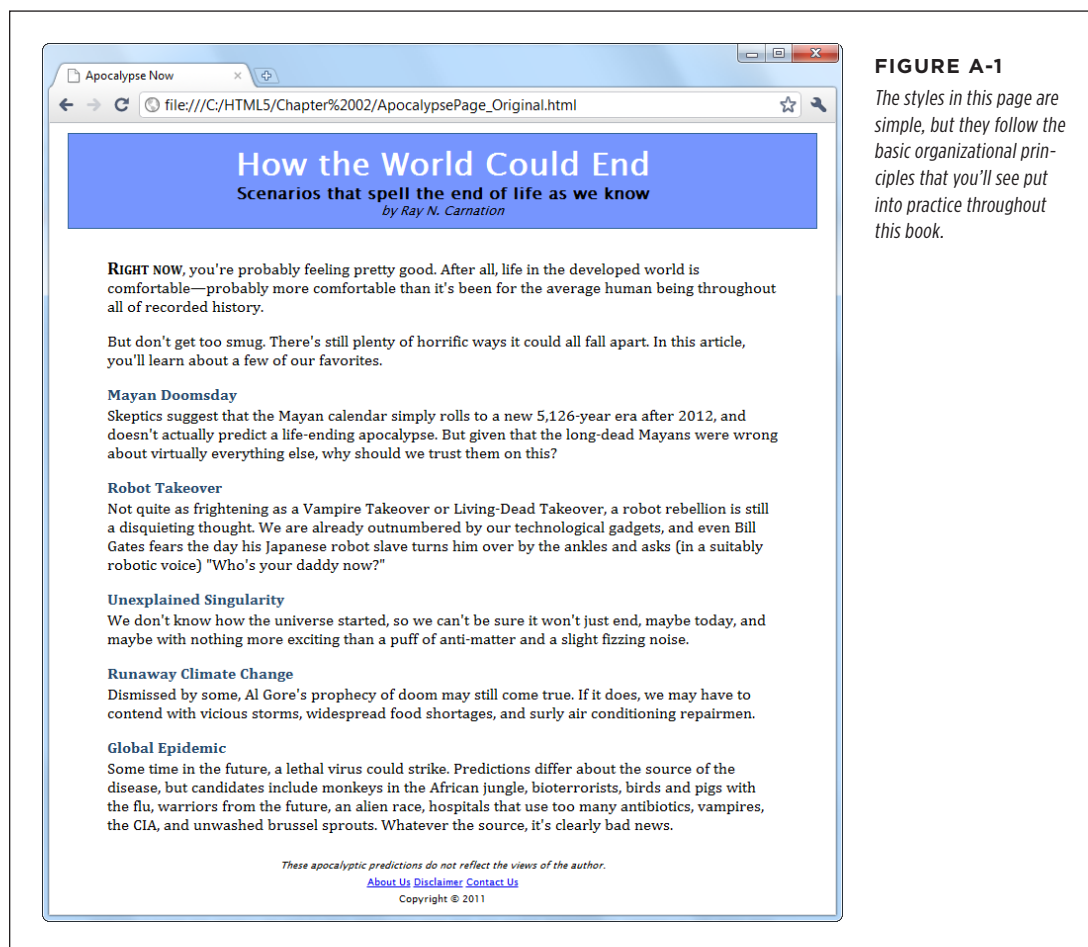 Apocalypse Now
file:///C:/HTML5/Chapter%2002/ApocalypsePage_Original.html
How the World Could End
Scenarios that spell the end of life as we know
by Ray N. Carnation
RIGHT NOW, you're probably feeling pretty good. After all, life in the developed world is
comfortable—probably more comfortable than it's been for the average human being throughout
all of recorded history.
But don't get too smug. There's still plenty of horrific ways it could all fall apart. In this article,
you'll learn about a few of our favorites.
Mayan Doomsday
Skeptics suggest that the Mayan calendar simply rolls to a new 5,126-year era after 2012, and
doesn't actually predict a life-ending apocalypse. But given that the long-dead Mayans were wrong
about virtually everything else, why should we trust them on this?
Robot Takeover
Not quite as frightening as a Vampire Takeover or Living-Dead Takeover, a robot rebellion is still
a disquieting thought. We are already outnumbered by our technological gadgets, and even Bill
Gates fears the day his Japanese robot slave turns him over by the ankles and asks (in a suitably
robotic voice) "Who's your daddy now?"
Unexplained Singularity
We don't know how the universe started, so we can't be sure it won't just end, maybe today, and
maybe with nothing more exciting than a puff of anti-matter and a slight fizzing noise.
Runaway Climate Change
Dismissed by some, Al Gore's prophecy of doom may still come true. If it does, we may have to
contend with vicious storms, widespread food shortages, and surly air conditioning repairmen.
Global Epidemic
Some time in the future, a lethal virus could strike. Predictions differ about the source of the
disease, but candidates include monkeys in the African jungle, bioterrorists, birds and pigs with
the flu, warriors from the future, an alien race, hospitals that use too many antibiotics, vampires,
the CIA, and unwashed brussel sprouts. Whatever the source, it's clearly bad news.
These apocalyptic predictions do not reflect the views of the author.
About Us Disclaimer Contact Us
Copyright © 2011
FIGURE A-1
The styles in this page are
simple, but they follow the
basic organizational prin-
ciples that you'll see put
into practice throughout
this book.